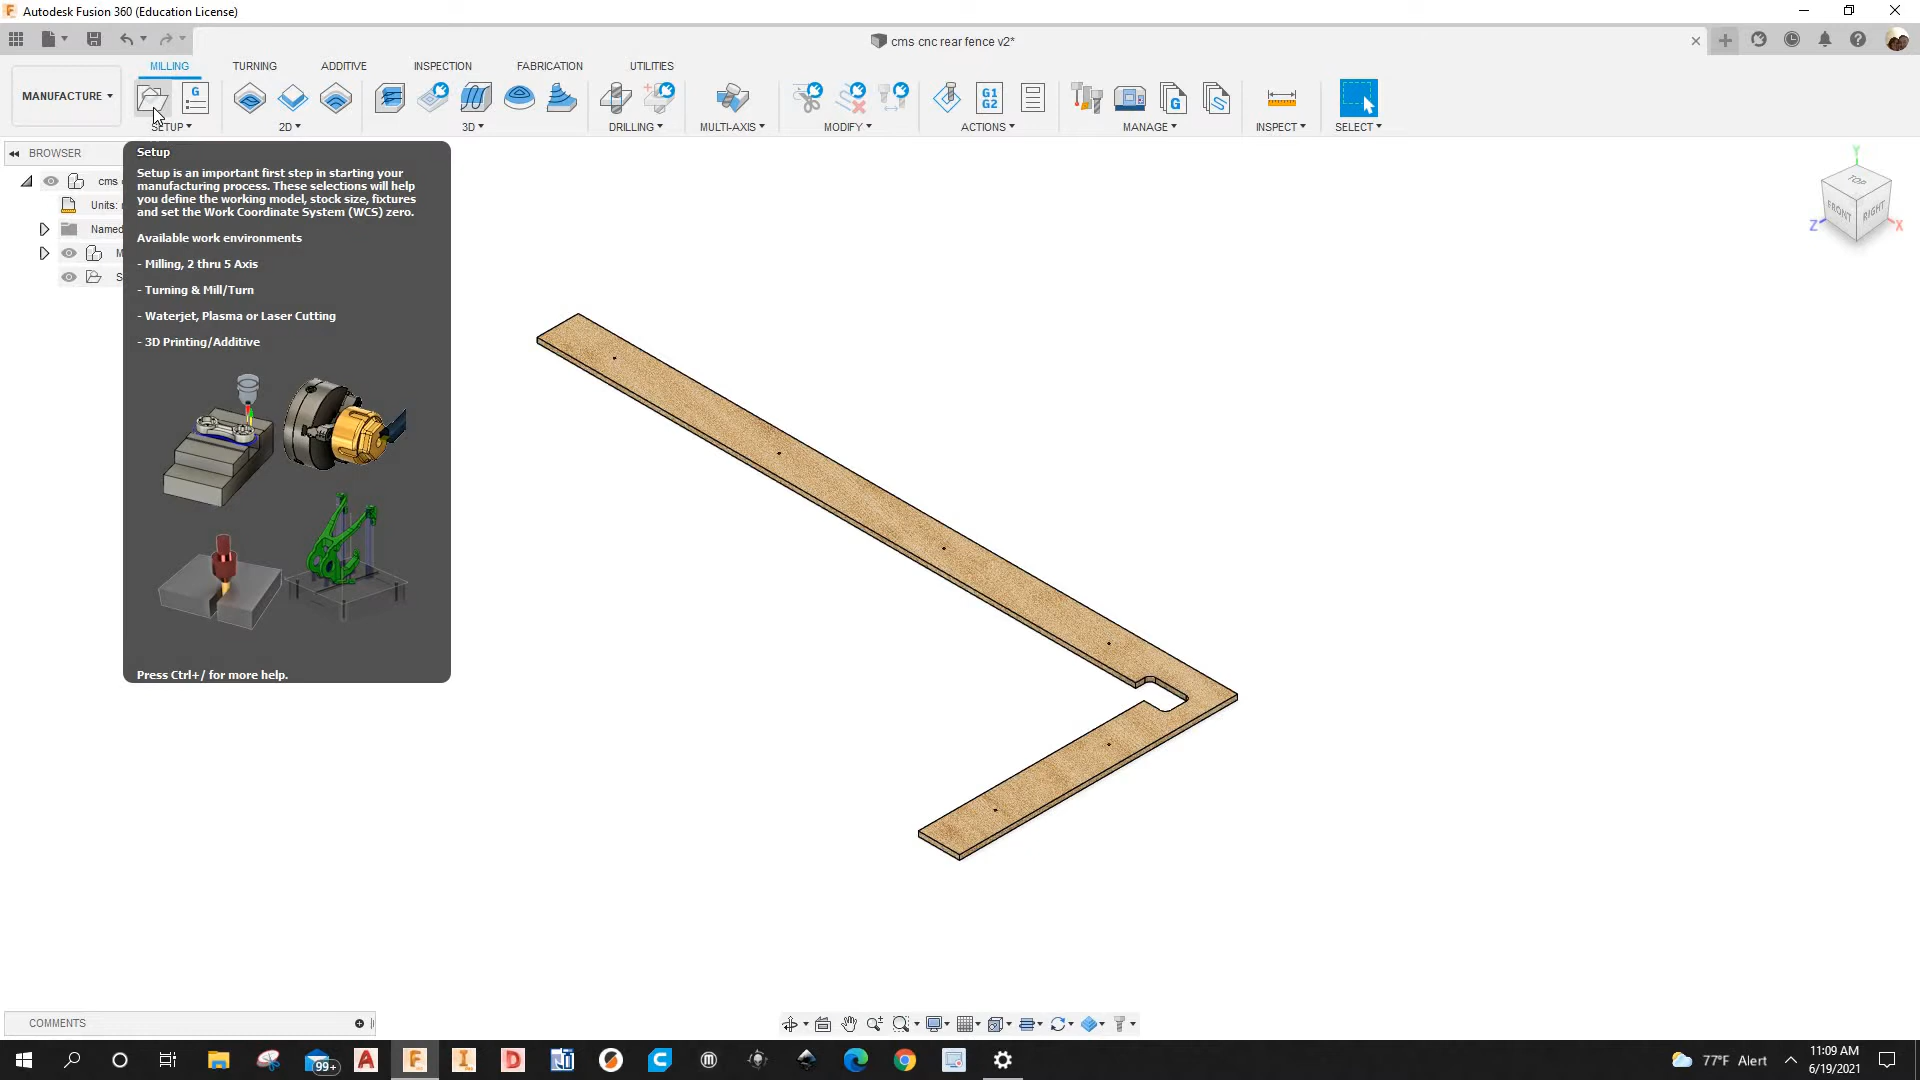 Autodesk Fusion 360 (Education License)
cms cnc rear fence v2*
MILLING TURNING ADDITIVE INSPECTION FABRICATION UTILITIES
MANUFACTURE
G
G1
G2
G
SETUP 2D 3D DRILLING MULTI-AXIS MODIFY ACTIONS MANAGE INSPECT SELECT
BROWSER
cms
Units:
Named
M
S
Setup
Setup is an important first step in starting your
manufacturing process. These selections will help
you define the working model, stock size, fixtures
and set the Work Coordinate System (WCS) zero.
Available work environments
- Milling, 2 thru 5 Axis
- Turning & Mill/Turn
- Waterjet, Plasma or Laser Cutting
- 3D Printing/Additive
Press Ctrl+/ for more help.
Y
TOP
FRONT RIGHT
Z X
COMMENTS
99+
77°F Alert
11:09 AM
6/19/2021